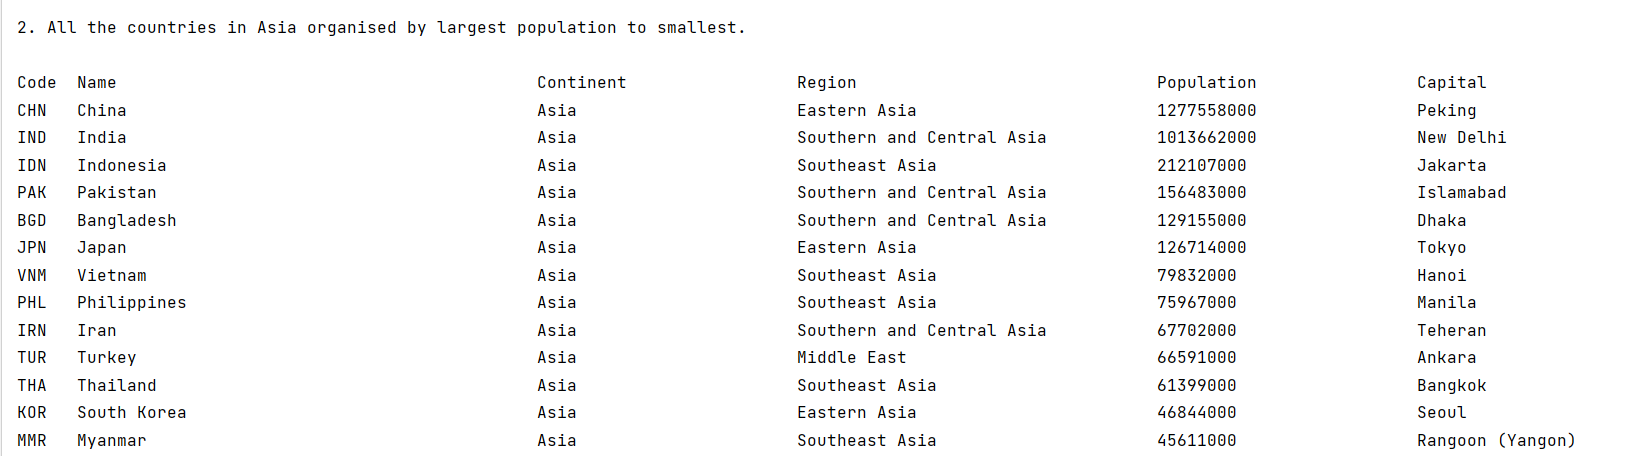 2. All the countries in Asia organised by largest population to smallest.
Code Name Continent Region Population Capital
CHN China Asia Eastern Asia 1277558000 Peking
IND India Asia Southern and Central Asia 1013662000 New Delhi
IDN Indonesia Asia Southeast Asia 212107000 Jakarta
PAK Pakistan Asia Southern and Central Asia 156483000 Islamabad
BGD Bangladesh Asia Southern and Central Asia 129155000 Dhaka
JPN Japan Asia Eastern Asia 126714000 Tokyo
VNM Vietnam Asia Southeast Asia 79832000 Hanoi
PHL Philippines Asia Southeast Asia 75967000 Manila
IRN Iran Asia Southern and Central Asia 67702000 Teheran
TUR Turkey Asia Middle East 66591000 Ankara
THA Thailand Asia Southeast Asia 61399000 Bangkok
KOR South Korea Asia Eastern Asia 46844000 Seoul
MMR Myanmar Asia Southeast Asia 45611000 Rangoon (Yangon)